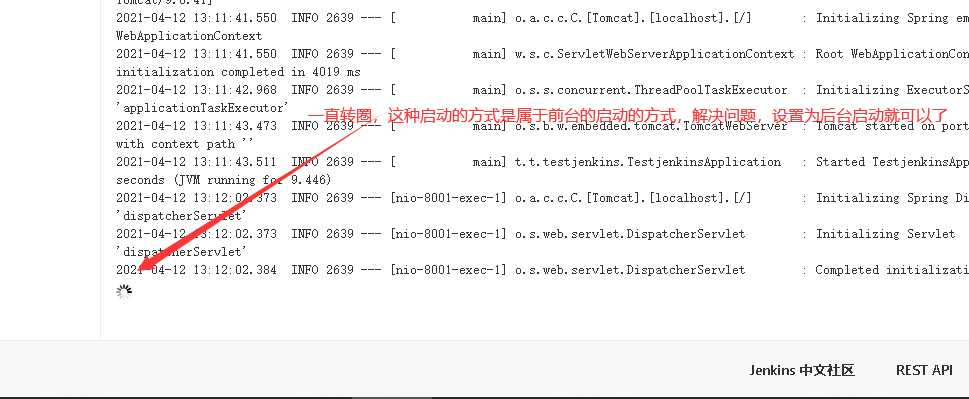 2021-04-12 13:11:41.550  INFO 2639 --- [           main] o.a.c.c.C.[Tomcat].[localhost].[/]       : Initializing Spring em
WebApplicationContext
2021-04-12 13:11:41.550  INFO 2639 --- [           main] w.s.c.ServletWebServerApplicationContext : Root WebApplicationCon
initialization completed in 4019 ms
2021-04-12 13:11:42.968  INFO 2639 --- [           main] o.s.s.concurrent.ThreadPoolTaskExecutor  : Initializing ExecutorS
'applicationTaskExecutor'
一直转圈，这种启动的方式是属于前台的启动的方式，解决问题，设置为后台启动就可以了
2021-04-12 13:11:43.473  INFO 2639 --- [           main] o.s.b.w.embedded.tomcat.TomcatWebServer  : Tomcat started on port
with context path ''
2021-04-12 13:11:43.511  INFO 2639 --- [           main] t.t.testjenkins.TestjenkinsApplication   : Started TestjenkinsApp
seconds (JVM running for 9.446)
2021-04-12 13:12:02.373  INFO 2639 --- [nio-8001-exec-1] o.a.c.c.C.[Tomcat].[localhost].[/]       : Initializing Spring Di
'dispatcherServlet'
2021-04-12 13:12:02.373  INFO 2639 --- [nio-8001-exec-1] o.s.web.servlet.DispatcherServlet        : Initializing Servlet
'dispatcherServlet'
2021-04-12 13:12:02.384  INFO 2639 --- [nio-8001-exec-1] o.s.web.servlet.DispatcherServlet        : Completed initializati
Jenkins 中文社区 REST API